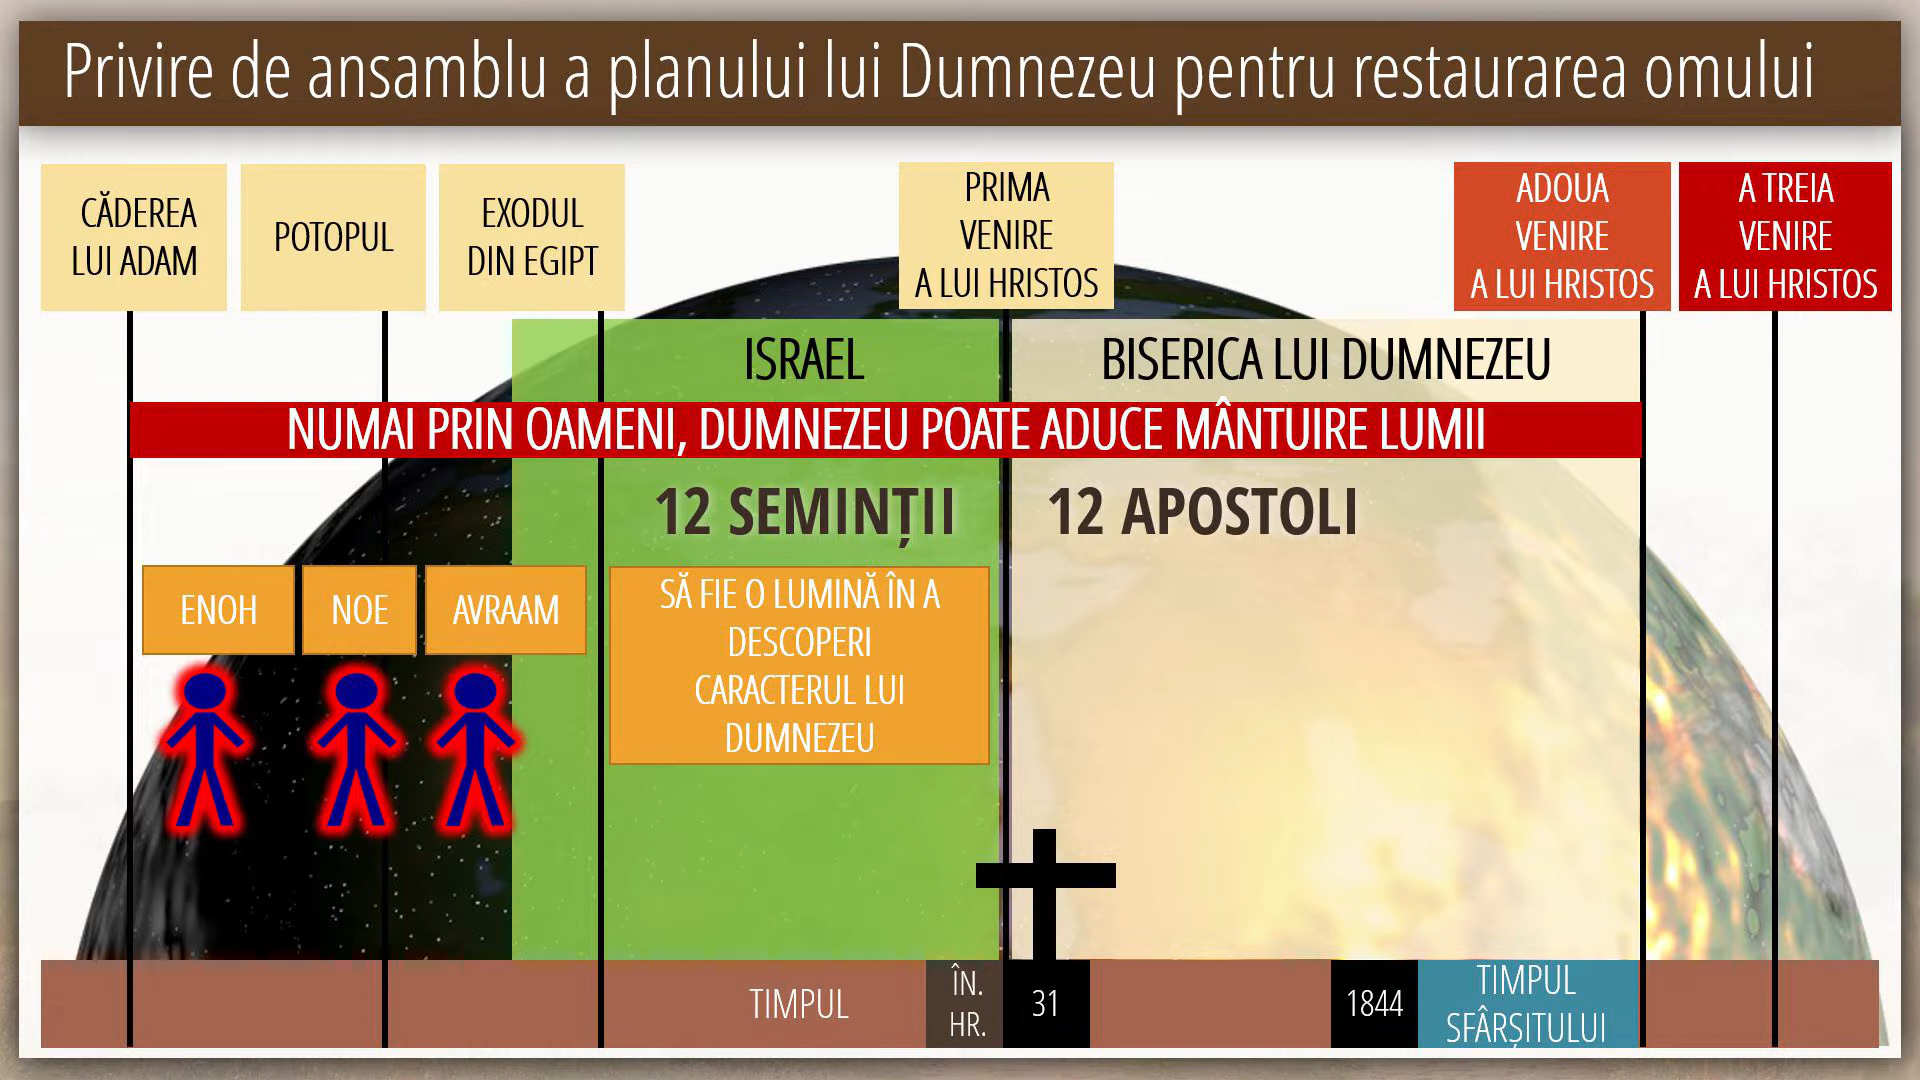 Privire de ansamblu a planului lui Dumnezeu pentru restaurarea omului
CĂDEREA
LUI ADAM
POTOPUL
EXODUL
DIN EGIPT
PRIMA
VENIRE
A LUI HRISTOS
ADOUA
VENIRE
A LUI HRISTOS
A TREIA
VENIRE
A LUI HRISTOS
ISRAEL
BISERICA LUI DUMNEZEU
NUMAI PRIN OAMENI, DUMNEZEU POATE ADUCE MÂNTUIRE LUMII
12 SEMINȚII
12 APOSTOLI
ENOH
NOE
AVRAAM
SĂ FIE O LUMINĂ ÎN A
DESCOPERI
CARACTERUL LUI
DUMNEZEU
TIMPUL
ÎN.
HR.
31
1844
TIMPUL
SFÂRȘITULUI